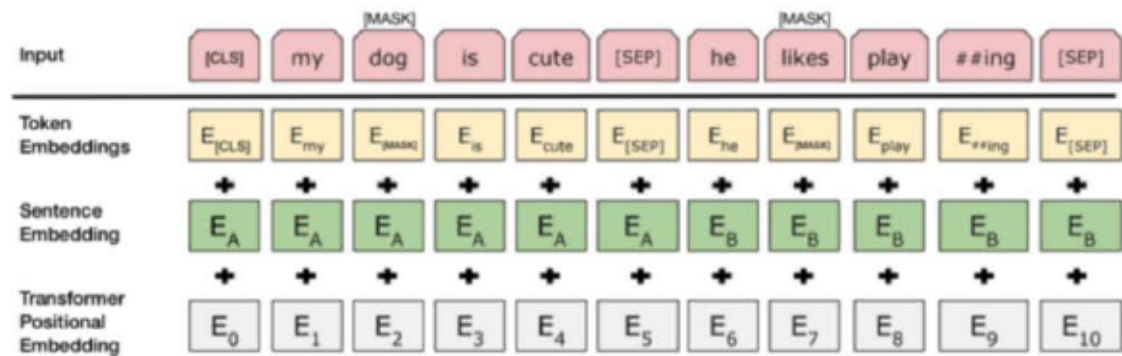 [MASK] [MASK]
Input [CLS] my dog is cute [SEP] he likes play ##ing [SEP]
Token
Embeddings
E[CLS] Emy E[MASK] Eis Ecute E[SEP] Ehe E[MASK] Eplay E##ing E[SEP]
+ + + + + + + + + + +
Sentence
Embedding
EA EA EA EA EA EA EB EB EB EB EB
+ + + + + + + + + + +
Transformer
Positional
Embedding
E0 E1 E2 E3 E4 E5 E6 E7 E8 E9 E10